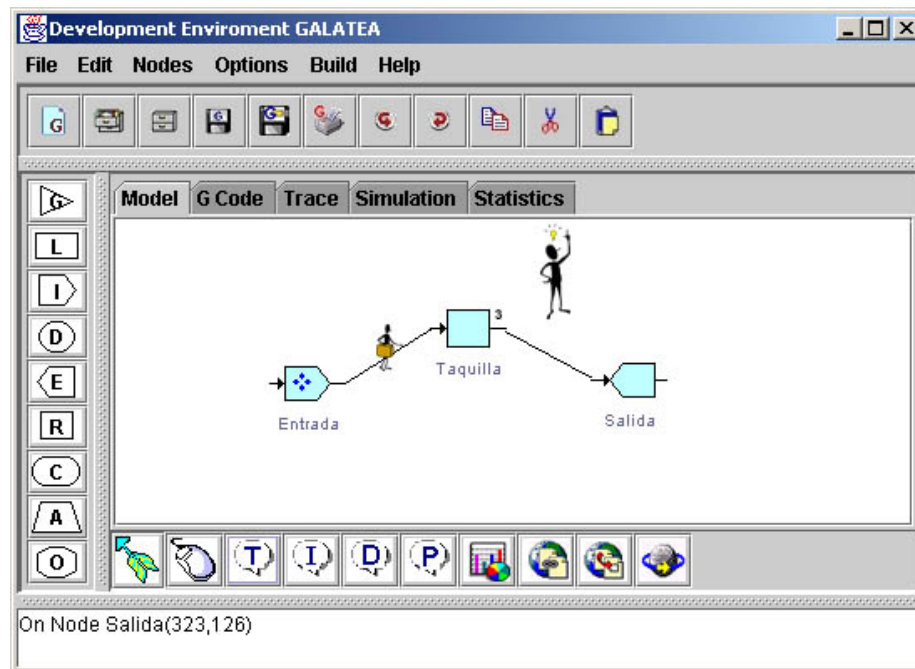 Development Enviroment GALATEA
File Edit Nodes Options Build Help
G G G G
G
L
I
D
E
R
C
A
O
Model G Code Trace Simulation Statistics
3
Taquilla
Entrada
Salida
T I D P
On Node Salida(323,126)